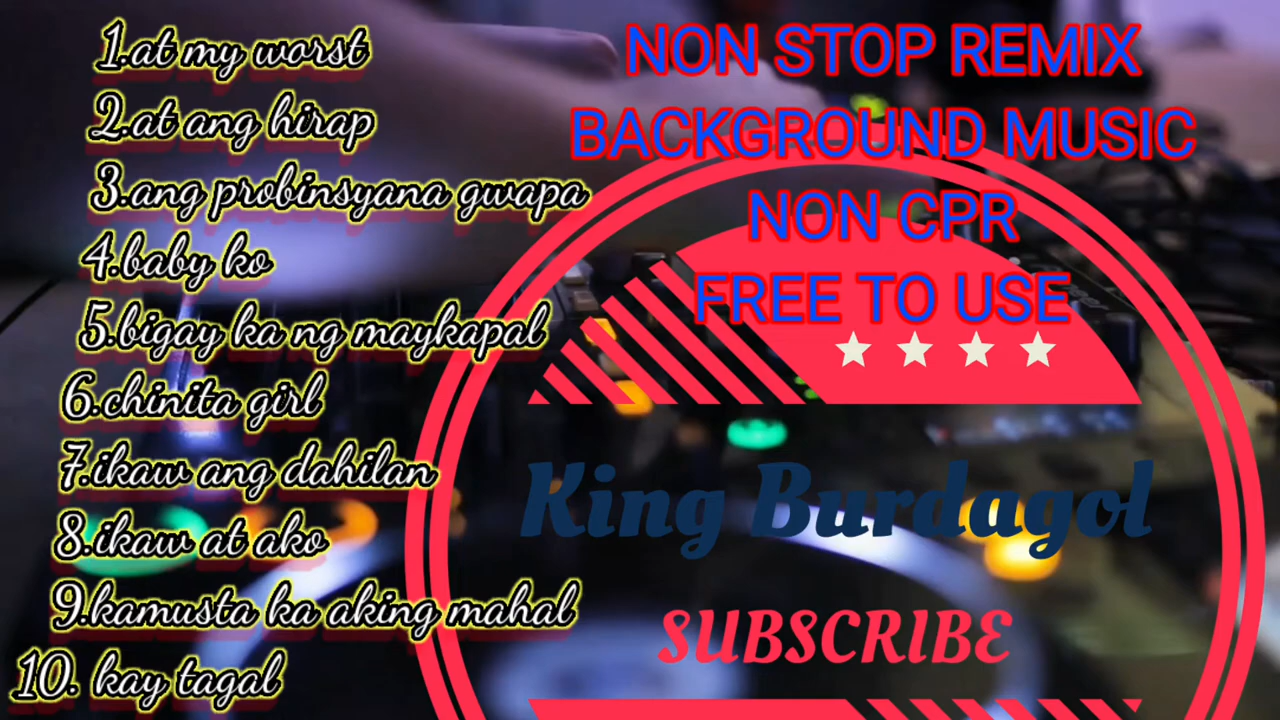 1.at my worst
2.at ang hirap
3.ang probinsyana gwapa
4.baby ko
5.bigay ka ng maykapal
6.chinita girl
7.ikaw ang dahilan
8.ikaw at ako
9.kamusta ka aking mahal
10. kay tagal
NON STOP REMIX
BACKGROUND MUSIC
NON CPR
FREE TO USE
King Burdagol
SUBSCRIBE